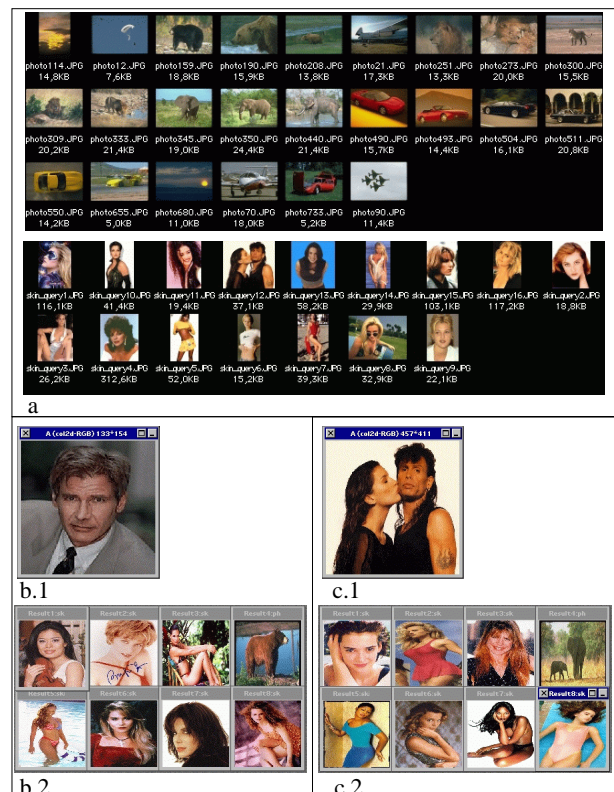 photo114.JPG photo12.JPG photo159.JPG photo190.JPG photo208.JPG photo21.JPG photo251.JPG photo273.JPG photo300.JPG
14,8KB 7,6KB 18,8KB 15,9KB 13,8KB 17,3KB 13,3KB 20,0KB 15,5KB
photo309.JPG photo333.JPG photo345.JPG photo350.JPG photo440.JPG photo490.JPG photo493.JPG photo504.JPG photo511.JPG
20,2KB 21,4KB 19,0KB 24,4KB 21,4KB 15,7KB 14,4KB 16,1KB 20,8KB
photo550.JPG photo655.JPG photo680.JPG photo70.JPG photo733.JPG photo90.JPG
14,2KB 5,0KB 11,0KB 18,0KB 5,2KB 11,4KB
skin_query1.JPG skin_query10.JPG skin_query11.JPG skin_query12.JPG skin_query13.JPG skin_query14.JPG skin_query15.JPG skin_query16.JPG skin_query2.JPG
116,1KB 41,4KB 19,4KB 37,1KB 58,2KB 29,9KB 103,1KB 117,2KB 18,8KB
skin_query3.JPG skin_query4.JPG skin_query5.JPG skin_query6.JPG skin_query7.JPG skin_query8.JPG skin_query9.JPG
26,2KB 312,6KB 52,0KB 15,2KB 39,3KB 32,9KB 22,1KB
a
A (col2d-RGB) 133*154
b.1
Result1:sk Result2:sk Result3:sk Result4:ph
Result5:sk Result6:sk Result7:sk Result8:sk
b.2
A (col2d-RGB) 457*411
c.1
Result1:sk Result2:sk Result3:sk Result4:ph
Result5:sk Result6:sk Result7:sk Result8:sk
c.2